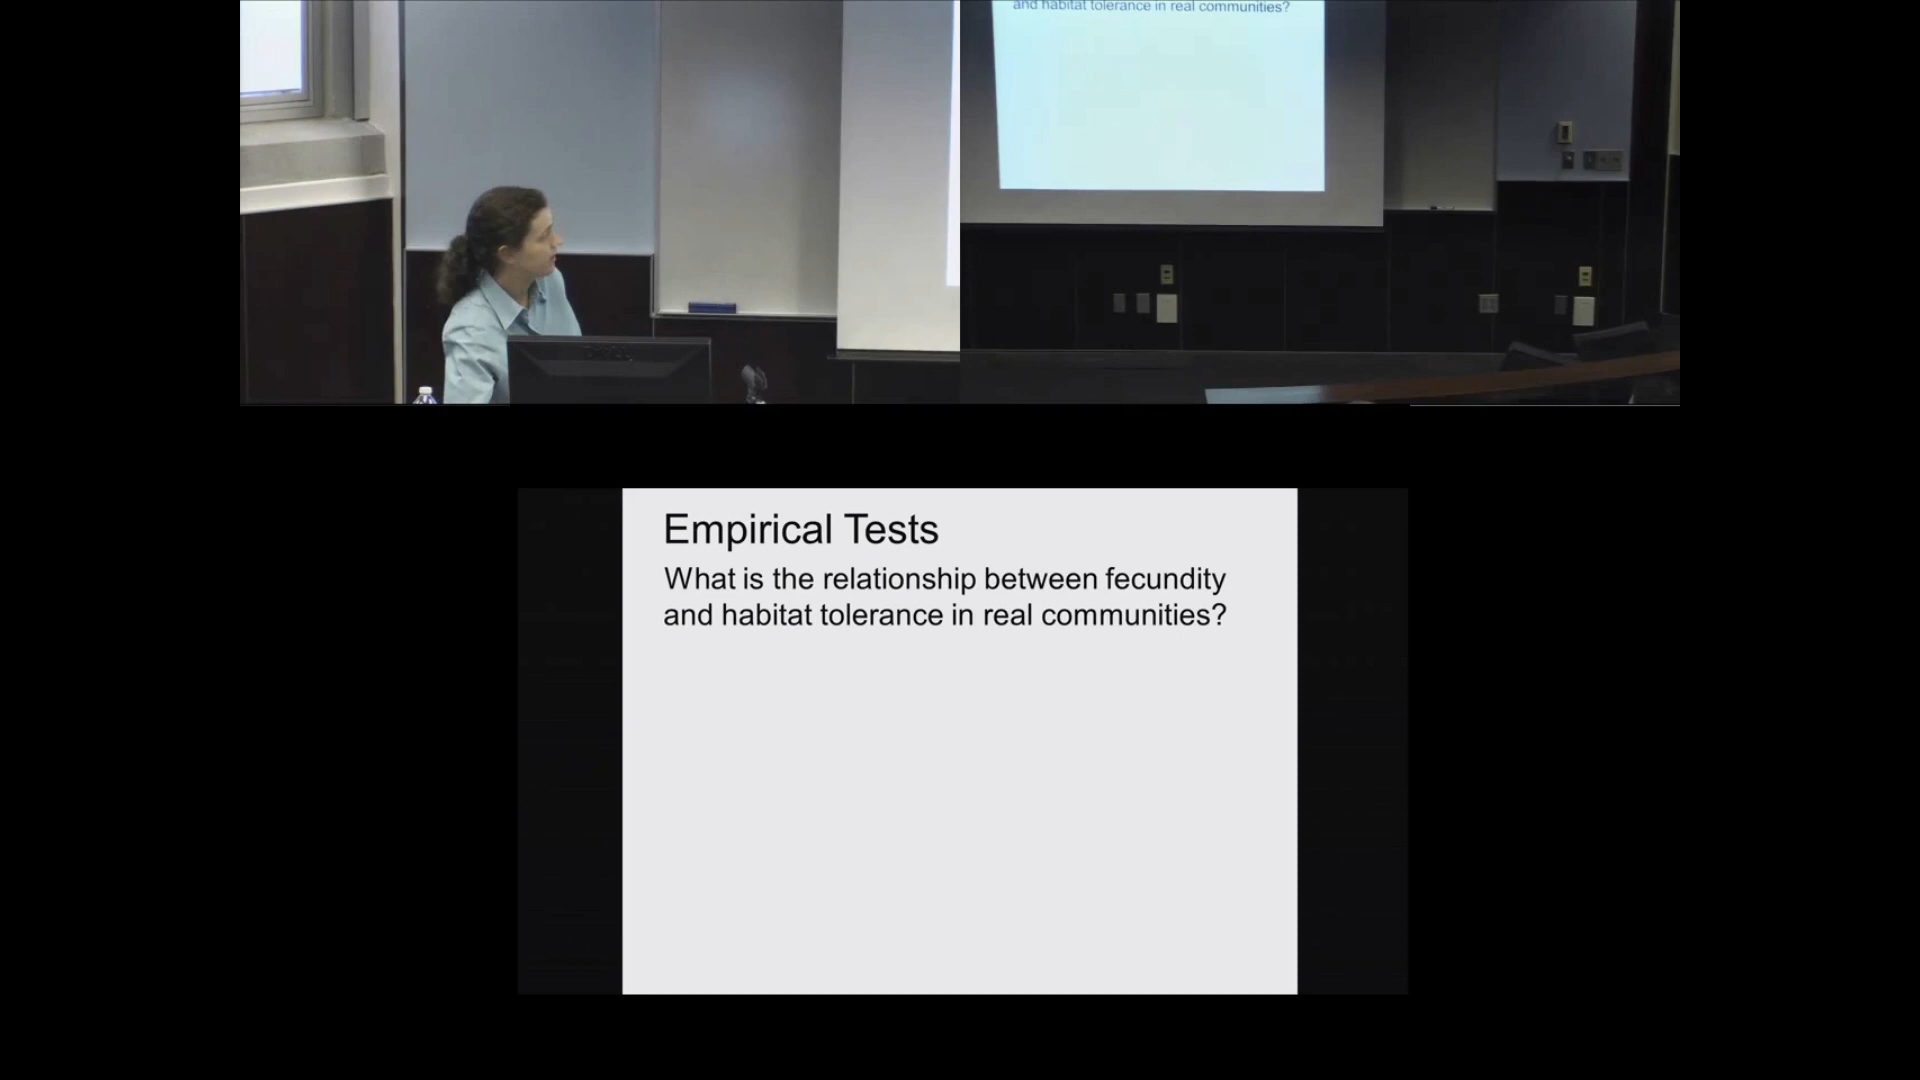 and habitat tolerance in real communities?
Empirical Tests
What is the relationship between fecundity
and habitat tolerance in real communities?